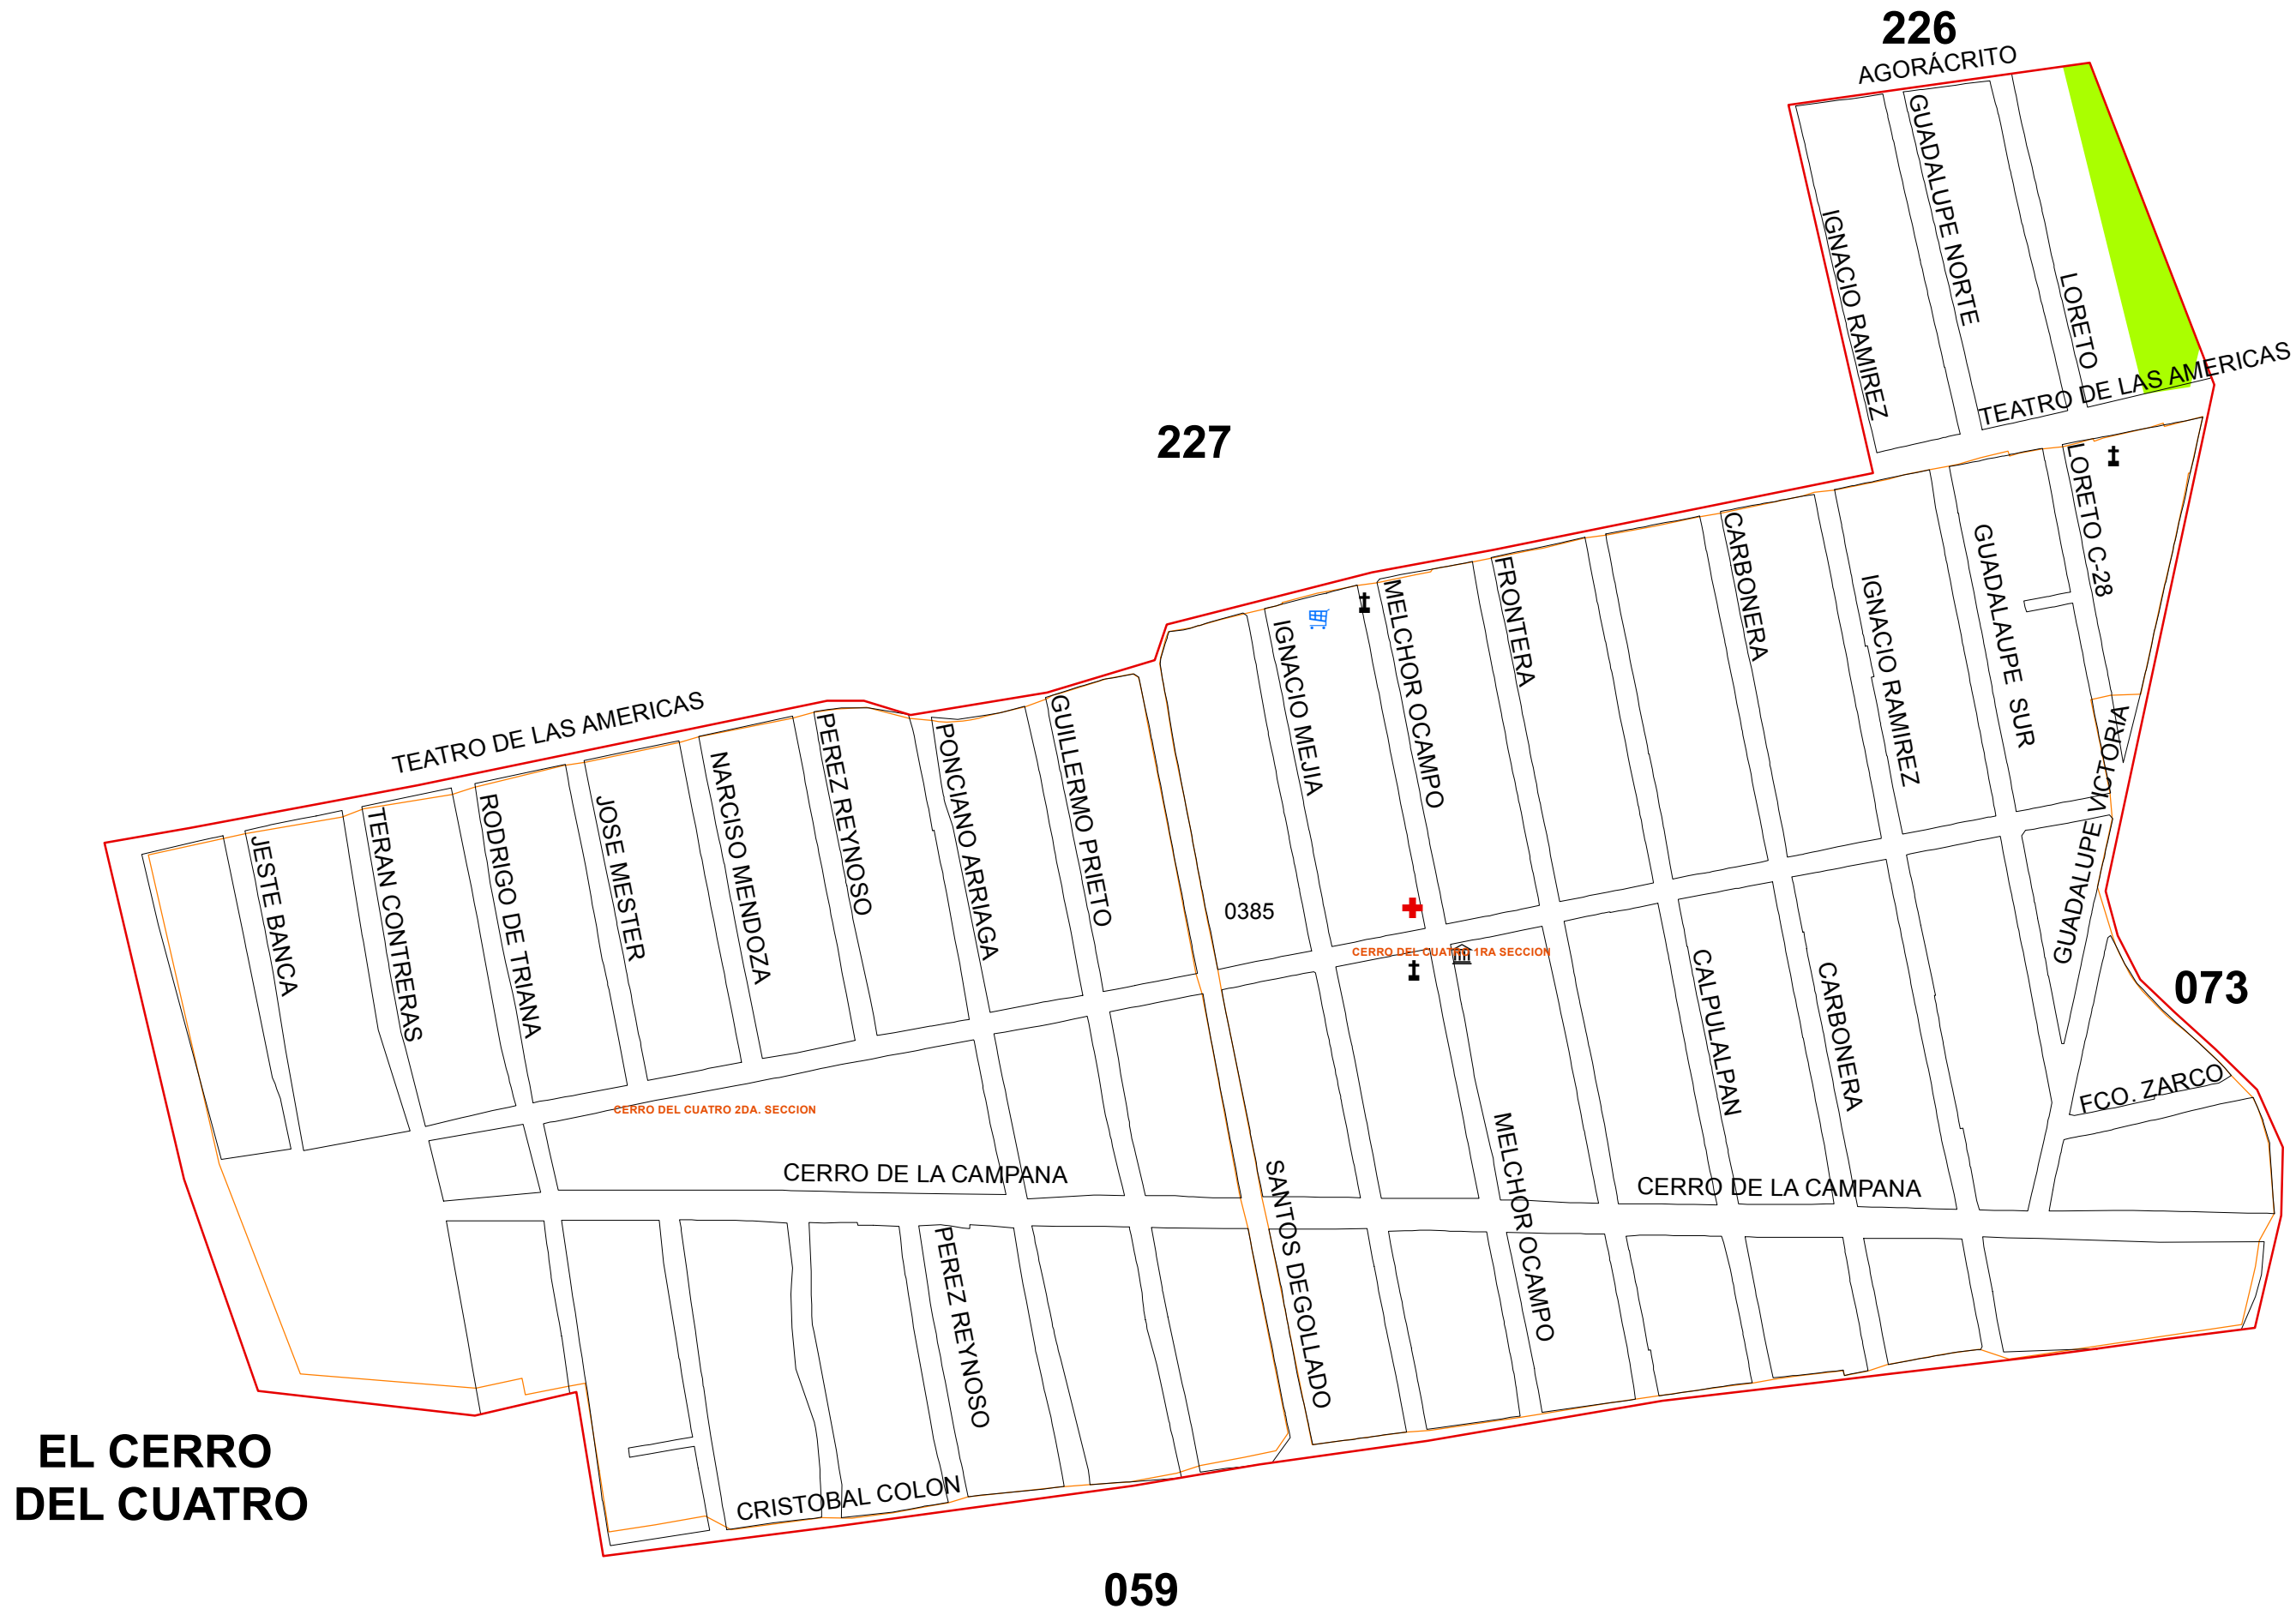 226
AGORÁCRITO
GUADALUPE NORTE
IGNACIO RAMIREZ
LORETO
TEATRO DE LAS AMERICAS
227
LORETO C-28
CARBONERA
GUADALAUPE SUR
FRONTERA
IGNACIO RAMIREZ
MELCHOR OCAMPO
IGNACIO MEJIA
TEATRO DE LAS AMERICAS
GUILLERMO PRIETO
PEREZ REYNOSO
PONCIANO ARRIAGA
NARCISO MENDOZA
JOSE MESTER
RODRIGO DE TRIANA
TERAN CONTRERAS
JESTE BANCA
GUADALUPE VICTORIA
0385
CERRO DEL CUATRO 1RA SECCION
CALPULALPAN
CARBONERA
073
FCO. ZARCO
CERRO DEL CUATRO 2DA. SECCION
MELCHOR OCAMPO
CERRO DE LA CAMPANA
CERRO DE LA CAMPANA
SANTOS DEGOLLADO
PEREZ REYNOSO
EL CERRO
DEL CUATRO
CRISTOBAL COLON
059